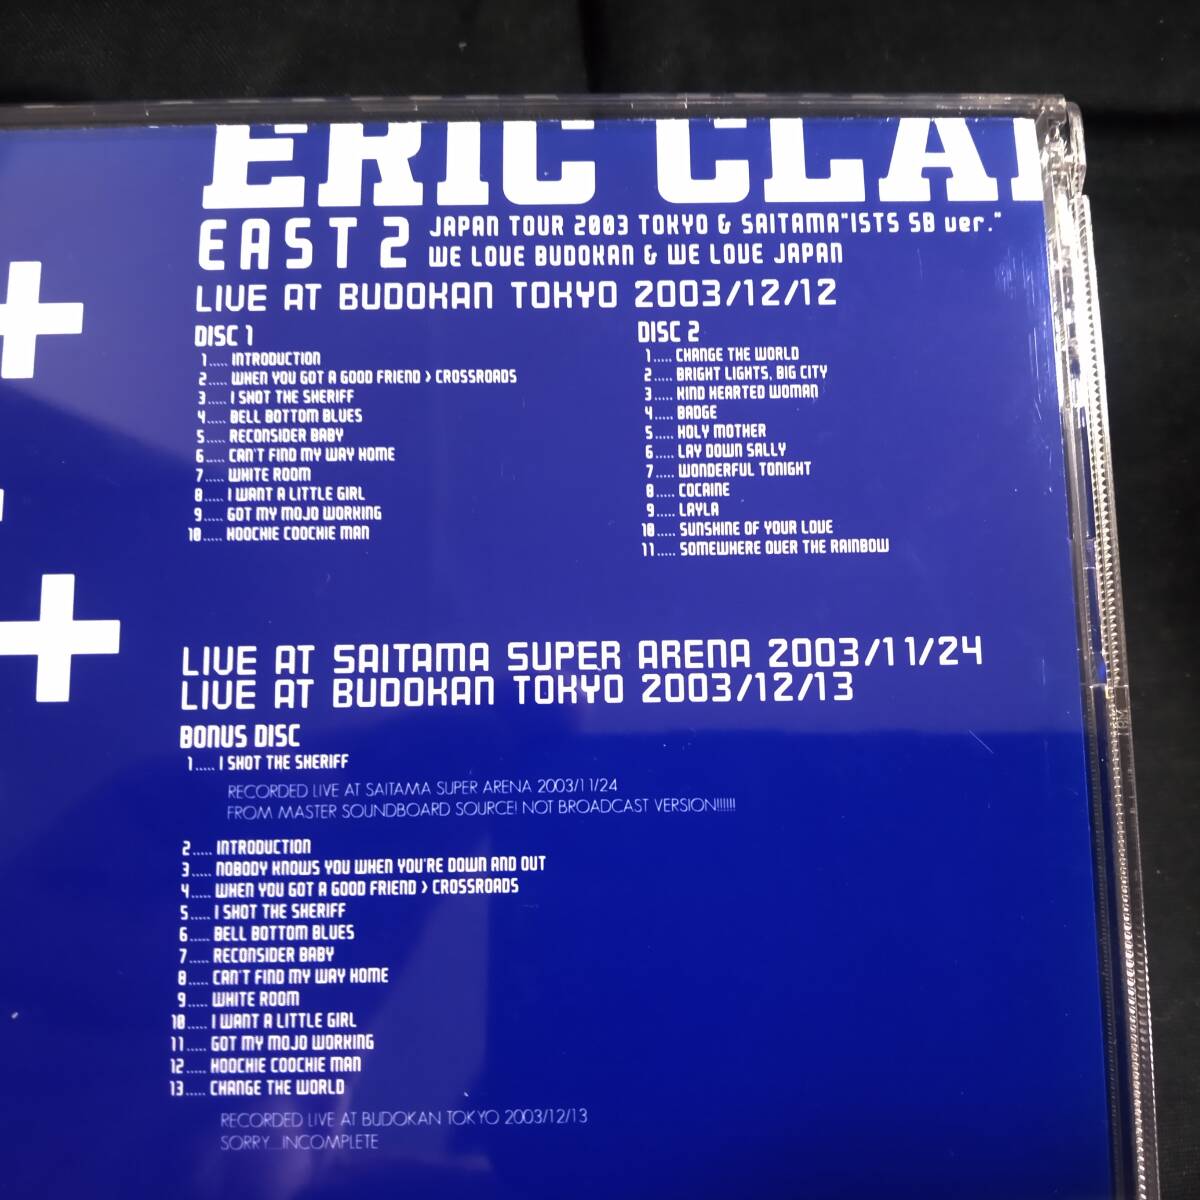 ERIC CLA
EAST 2
JAPAN TOUR 2003 TOKYO & SAITAMA"ISTS SB ver."
WE LOVE BUDOKAN & WE LOVE JAPAN
LIVE AT BUDOKAN TOKYO 2003/12/12
DISC 1
1..... INTRODUCTION
2..... WHEN YOU GOT A GOOD FRIEND > CROSSROADS
3..... I SHOT THE SHERIFF
4..... BELL BOTTOM BLUES
5..... RECONSIDER BABY
6..... CAN'T FIND MY WAY HOME
7..... WHITE ROOM
8..... I WANT A LITTLE GIRL
9..... GOT MY MOJO WORKING
10..... HOOCHIE COOCHIE MAN
DISC 2
1..... CHANGE THE WORLD
2..... BRIGHT LIGHTS, BIG CITY
3..... KIND HEARTED WOMAN
4..... BADGE
5..... HOLY MOTHER
6..... LAY DOWN SALLY
7..... WONDERFUL TONIGHT
8..... COCAINE
9..... LAYLA
10..... SUNSHINE OF YOUR LOVE
11..... SOMEWHERE OVER THE RAINBOW
LIVE AT SAITAMA SUPER ARENA 2003/11/24
LIVE AT BUDOKAN TOKYO 2003/12/13
BONUS DISC
1..... I SHOT THE SHERIFF
RECORDED LIVE AT SAITAMA SUPER ARENA 2003/11/24
FROM MASTER SOUNDBOARD SOURCE! NOT BROADCAST VERSION!!!!!!
2..... INTRODUCTION
3..... NOBODY KNOWS YOU WHEN YOU'RE DOWN AND OUT
4..... WHEN YOU GOT A GOOD FRIEND > CROSSROADS
5..... I SHOT THE SHERIFF
6..... BELL BOTTOM BLUES
7..... RECONSIDER BABY
8..... CAN'T FIND MY WAY HOME
9..... WHITE ROOM
10..... I WANT A LITTLE GIRL
11..... GOT MY MOJO WORKING
12..... HOOCHIE COOCHIE MAN
13..... CHANGE THE WORLD
RECORDED LIVE AT BUDOKAN TOKYO 2003/12/13
SORRY....INCOMPLETE